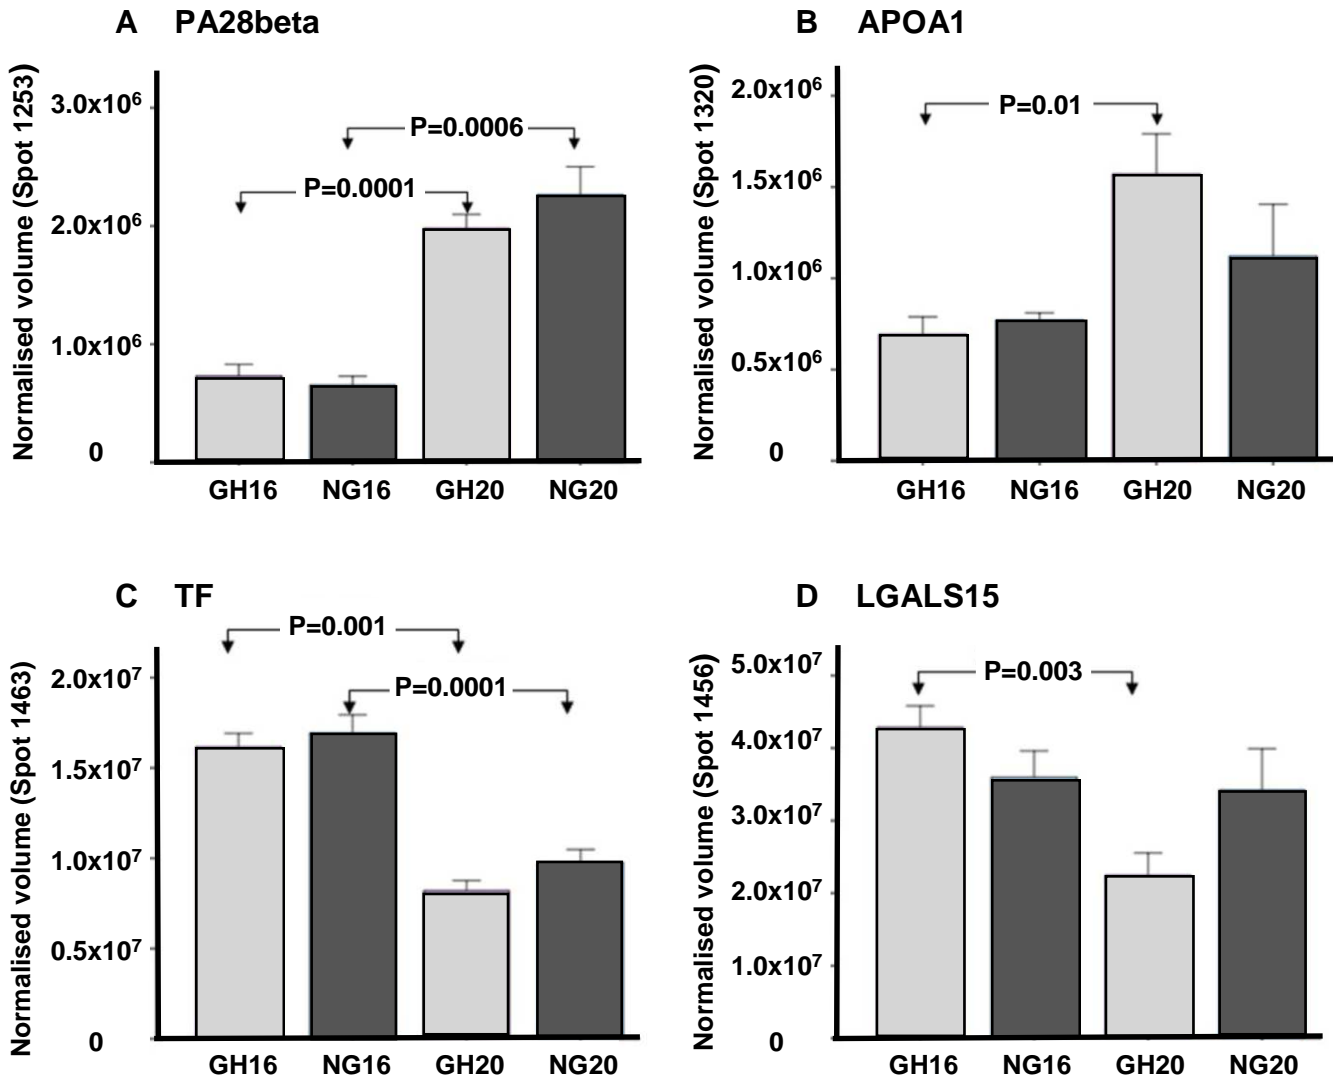 A PA28beta
Normalised volume (Spot 1253)
3.0x10⁶
2.0x10⁶
1.0x10⁶
0
P=0.0006
P=0.0001
GH16 NG16 GH20 NG20
B APOA1
Normalised volume (Spot 1320)
2.0x10⁶
1.5x10⁶
1.0x10⁶
0.5x10⁶
0
P=0.01
GH16 NG16 GH20 NG20
C TF
Normalised volume (Spot 1463)
2.0x10⁷
1.5x10⁷
1.0x10⁷
0.5x10⁷
0
P=0.001
P=0.0001
GH16 NG16 GH20 NG20
D LGALS15
Normalised volume (Spot 1456)
5.0x10⁷
4.0x10⁷
3.0x10⁷
2.0x10⁷
1.0x10⁷
0
P=0.003
GH16 NG16 GH20 NG20